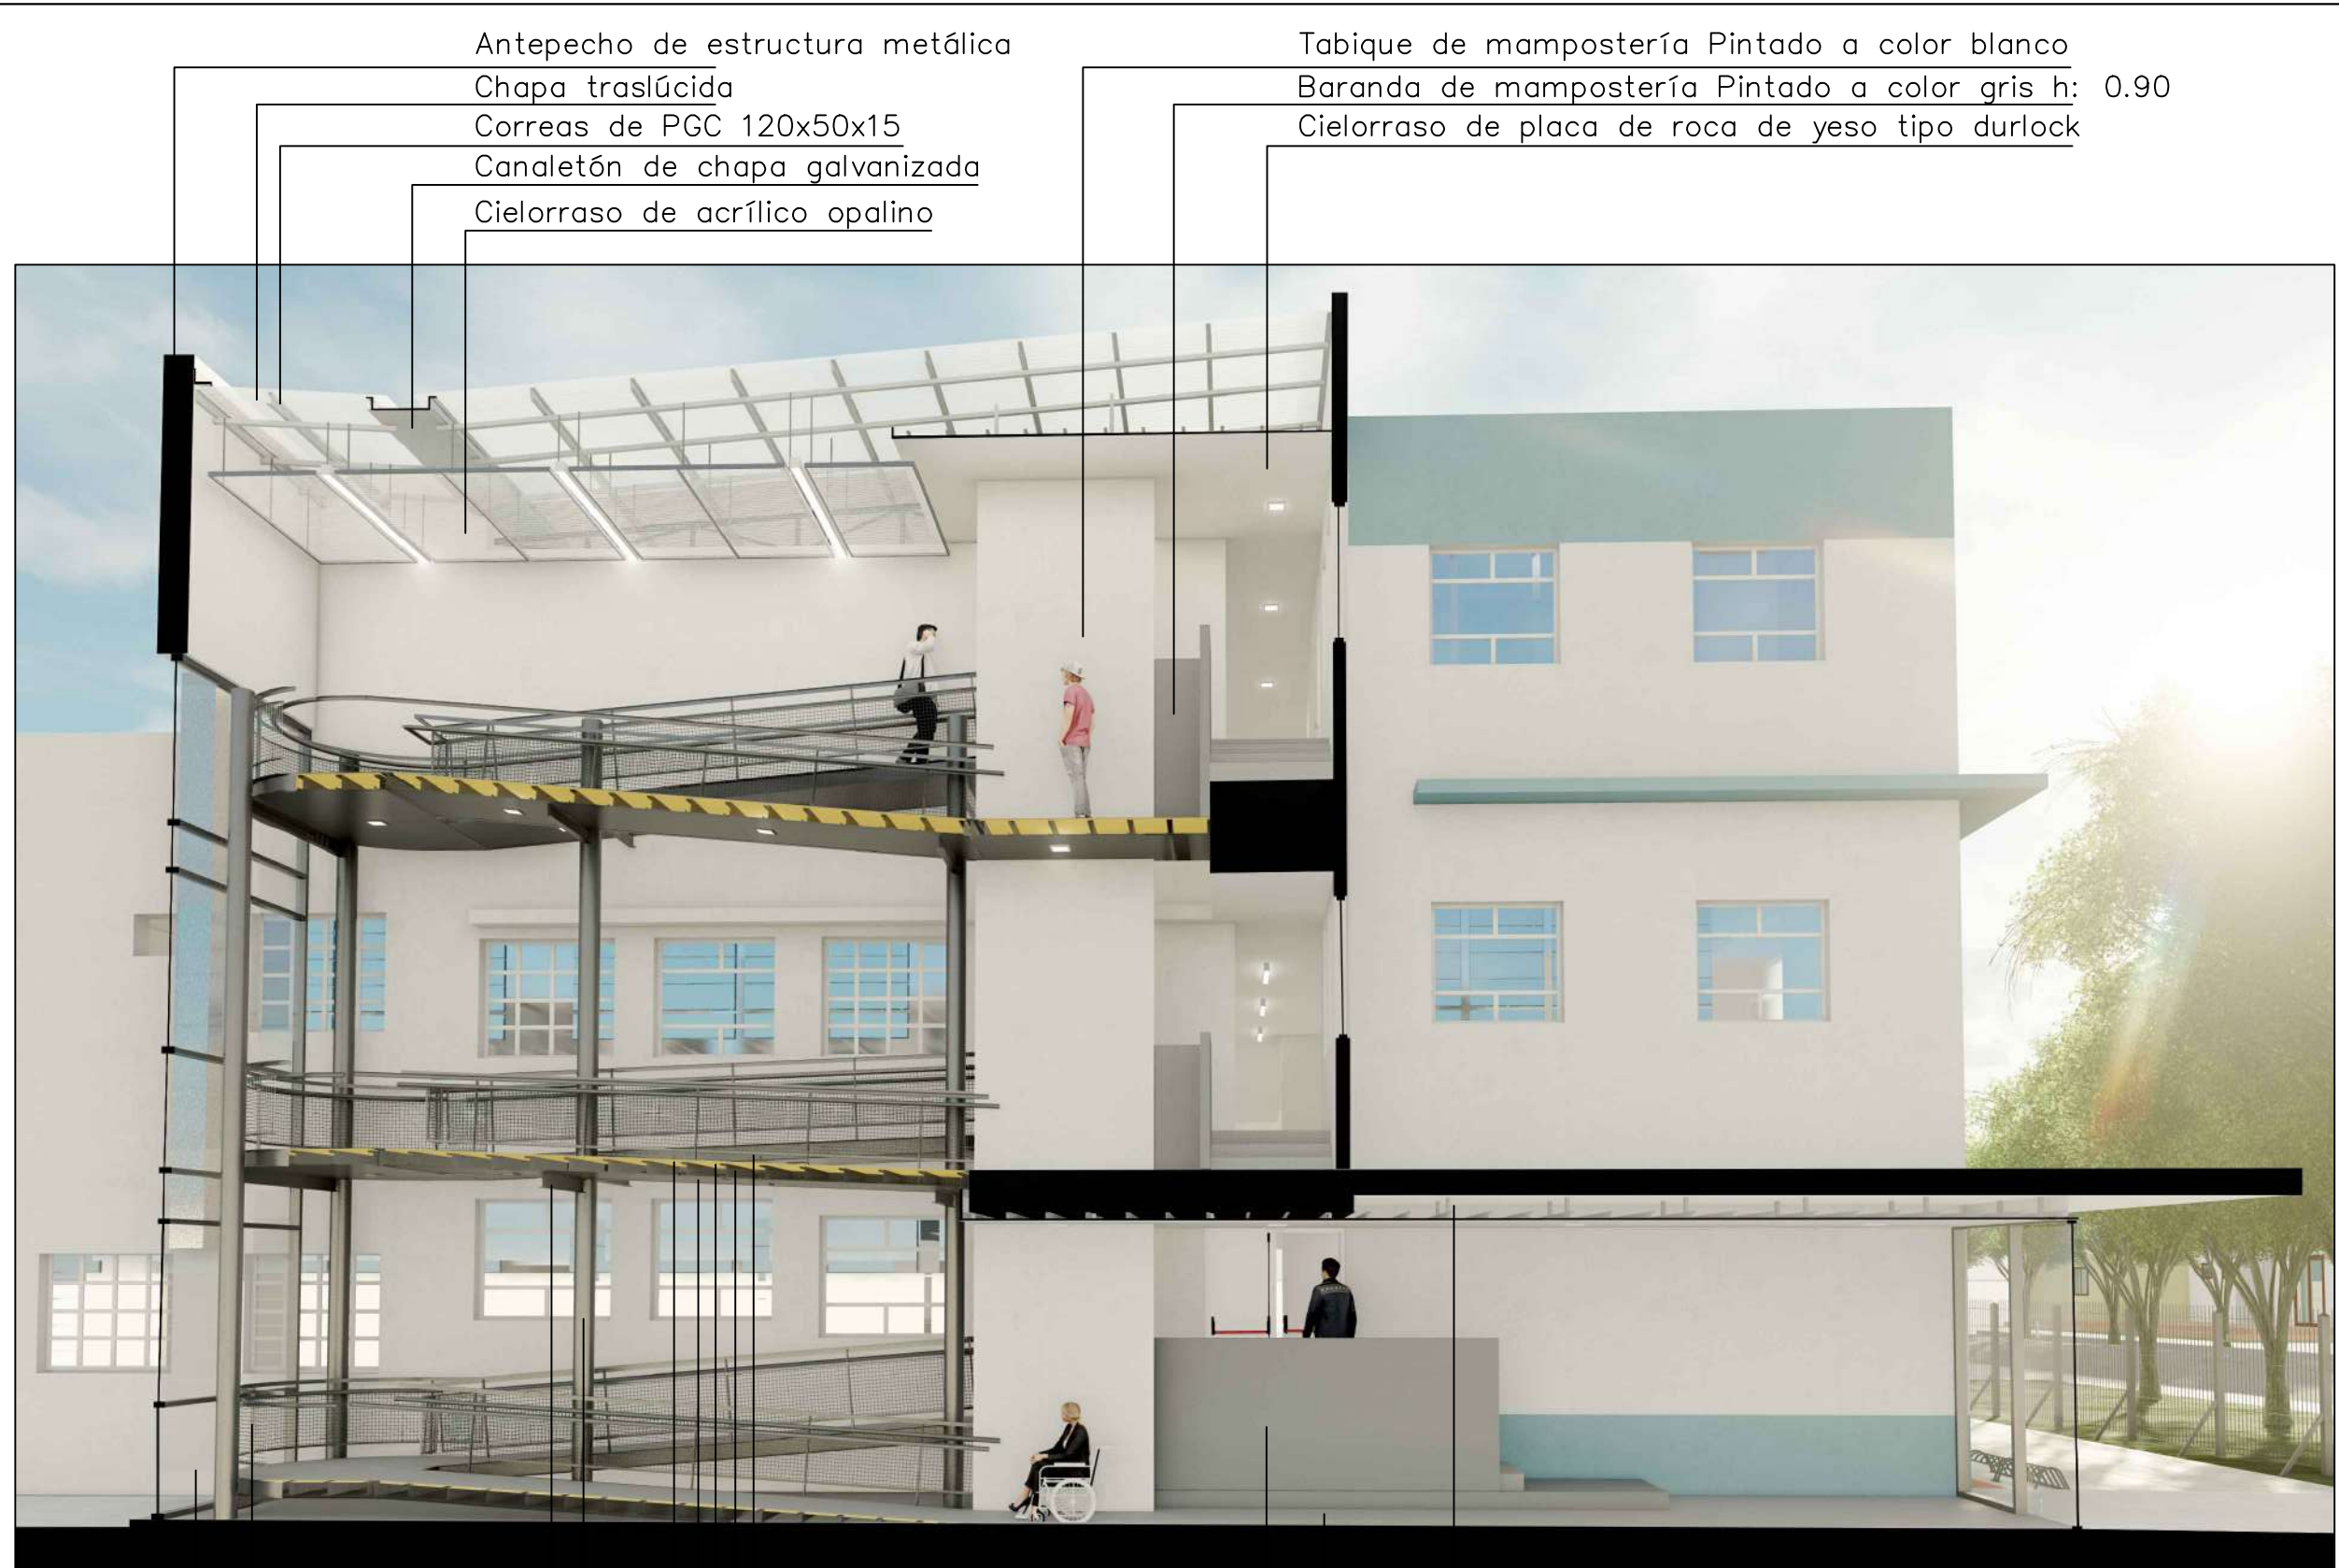 Antepecho de estructura metálica
Chapa traslúcida
Correas de PGC 120x50x15
Canaletón de chapa galvanizada
Cielorraso de acrílico opalino
Tabique de mampostería Pintado a color blanco
Baranda de mampostería Pintado a color gris h: 0.90
Cielorraso de placa de roca de yeso tipo durlock